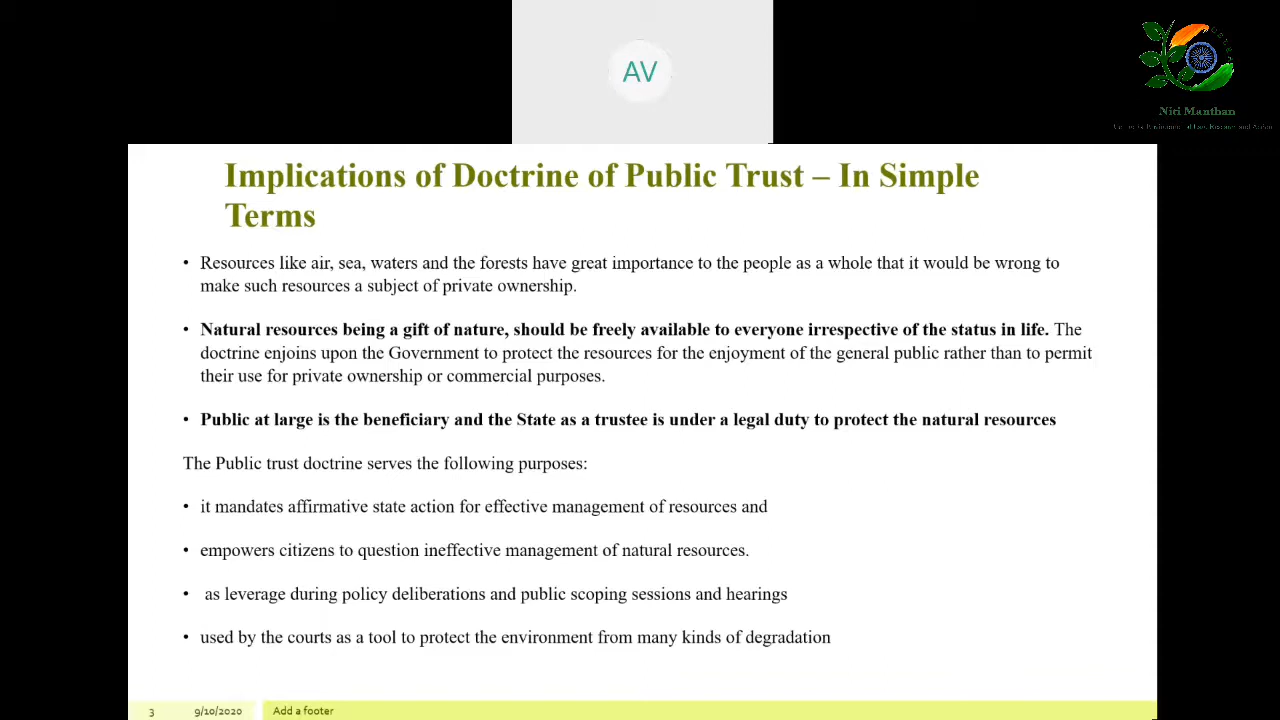 AV
Niti Manthan
Implications of Doctrine of Public Trust – In Simple
Terms
• Resources like air, sea, waters and the forests have great importance to the people as a whole that it would be wrong to
make such resources a subject of private ownership.
• Natural resources being a gift of nature, should be freely available to everyone irrespective of the status in life. The
doctrine enjoins upon the Government to protect the resources for the enjoyment of the general public rather than to permit
their use for private ownership or commercial purposes.
• Public at large is the beneficiary and the State as a trustee is under a legal duty to protect the natural resources
The Public trust doctrine serves the following purposes:
• it mandates affirmative state action for effective management of resources and
• empowers citizens to question ineffective management of natural resources.
• as leverage during policy deliberations and public scoping sessions and hearings
• used by the courts as a tool to protect the environment from many kinds of degradation
3 9/10/2020 Add a footer